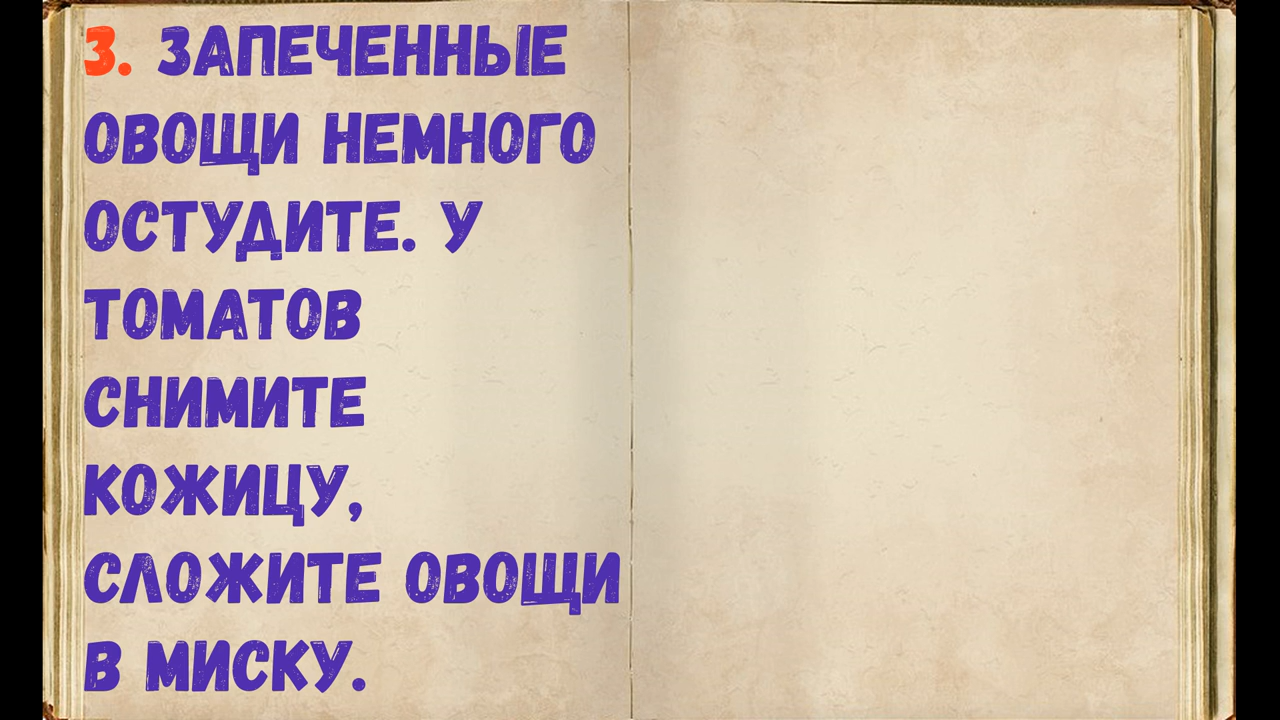 3. ЗАПЕЧЕННЫЕ
ОВОЩИ НЕМНОГО
ОСТУДИТЕ. У
ТОМАТОВ
СНИМИТЕ
КОЖИЦУ,
СЛОЖИТЕ ОВОЩИ
В МИСКУ.